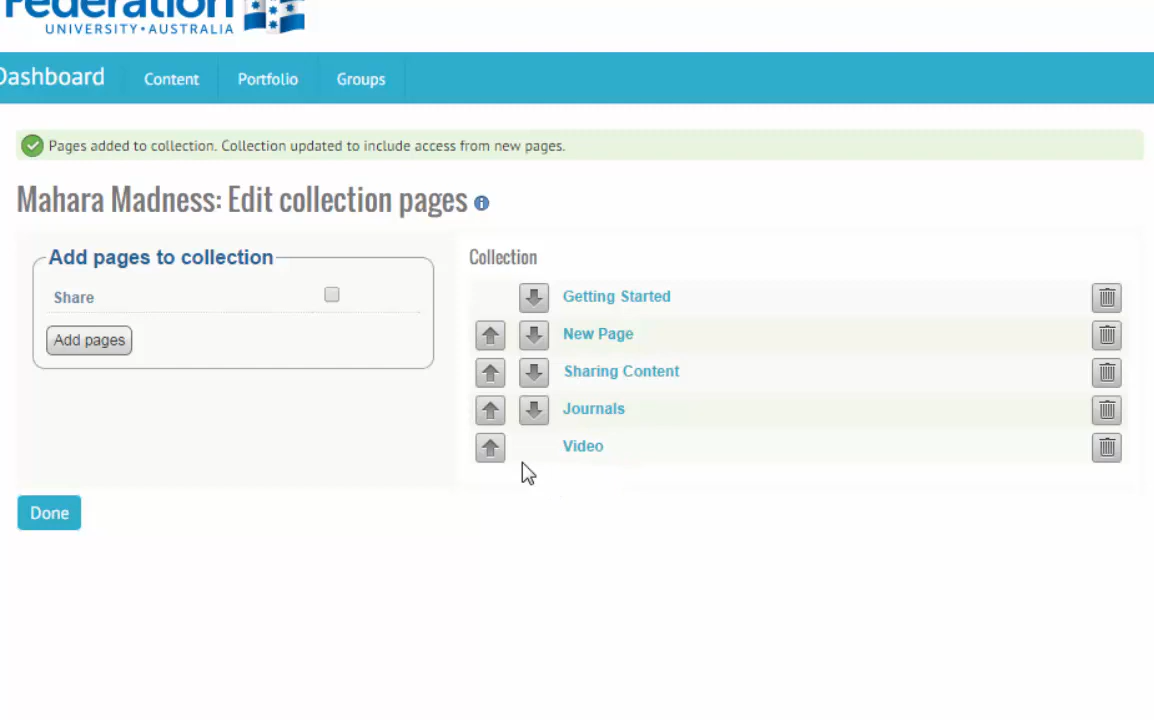 Federation
UNIVERSITY • AUSTRALIA
Dashboard
Content
Portfolio
Groups
Pages added to collection. Collection updated to include access from new pages.
Mahara Madness: Edit collection pages
Add pages to collection
Share
Add pages
Collection
Getting Started
New Page
Sharing Content
Journals
Video
Done